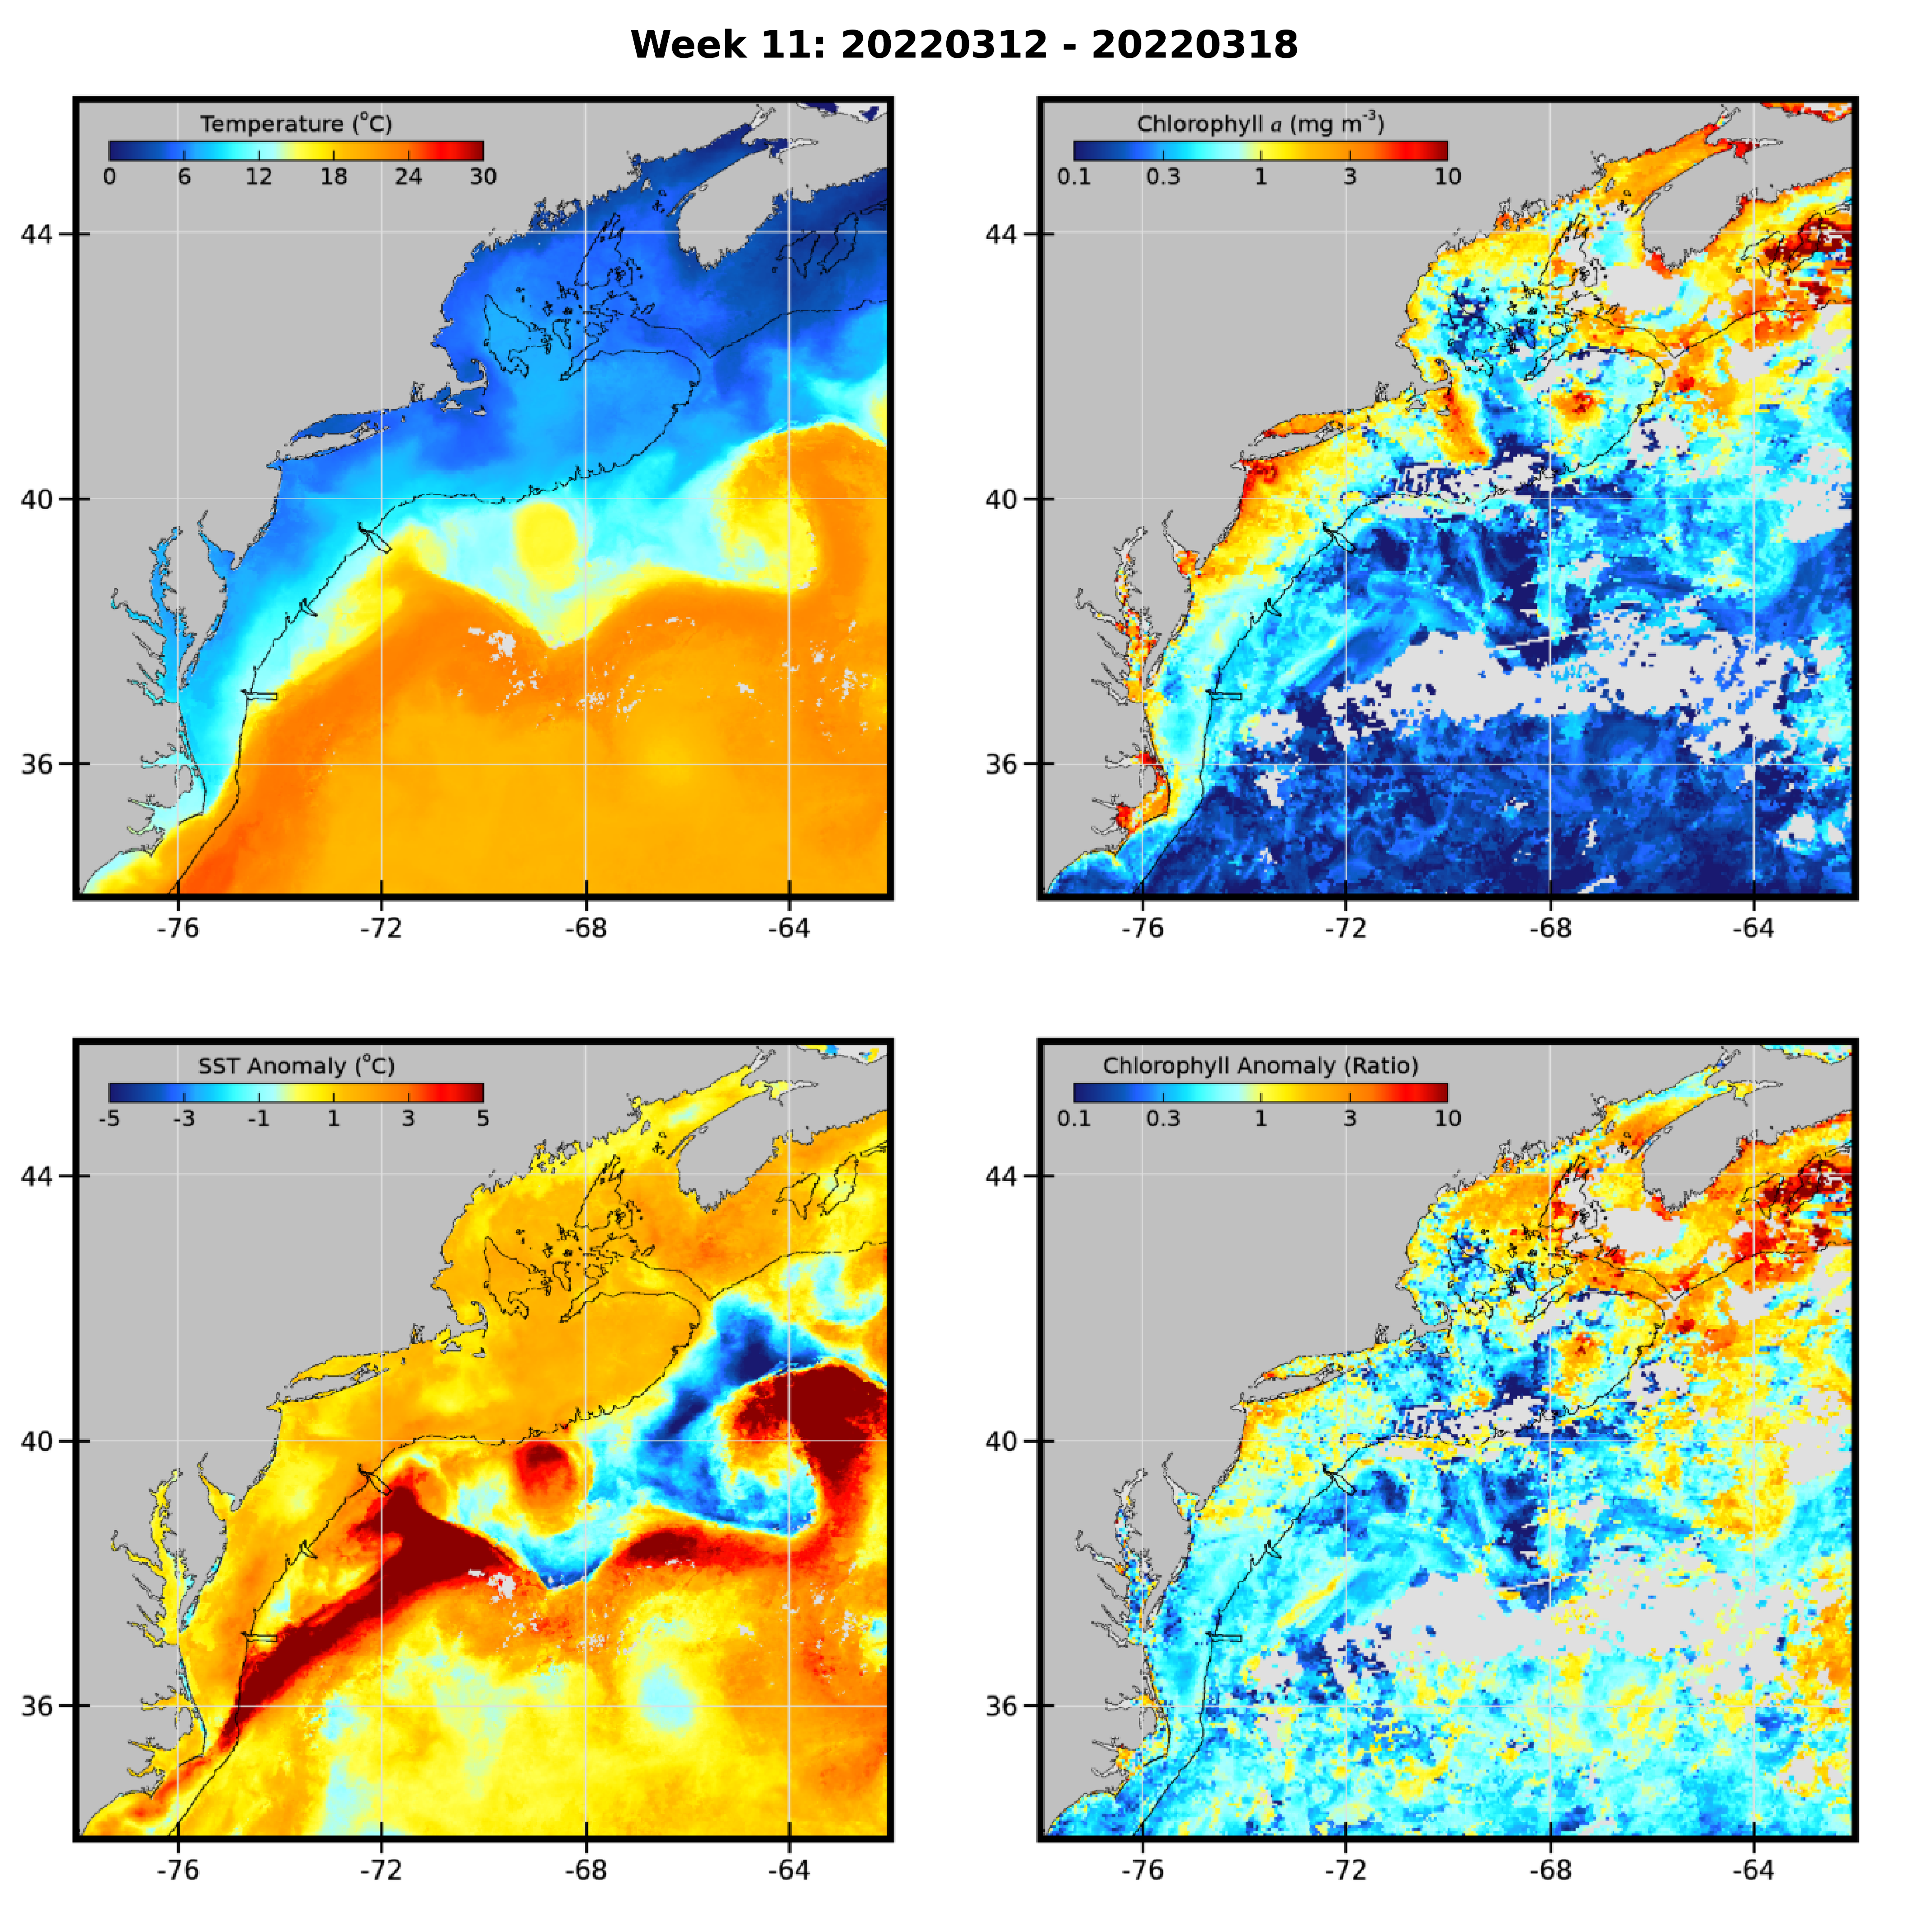 Week 11: 20220312 - 20220318
Temperature (°C)
0 6 12 18 24 30
44
40
36
-76 -72 -68 -64
Chlorophyll a (mg m⁻³)
0.1 0.3 1 3 10
44
40
36
-76 -72 -68 -64
SST Anomaly (°C)
-5 -3 -1 1 3 5
44
40
36
-76 -72 -68 -64
Chlorophyll Anomaly (Ratio)
0.1 0.3 1 3 10
44
40
36
-76 -72 -68 -64